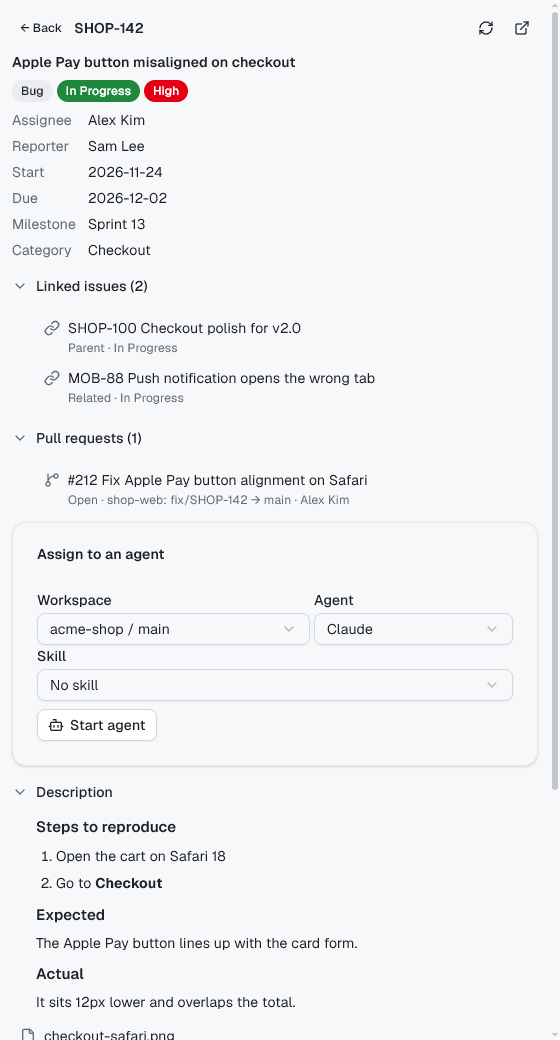 ← Back SHOP-142
Apple Pay button misaligned on checkout
Bug In Progress High
Assignee Alex Kim
Reporter Sam Lee
Start 2026-11-24
Due 2026-12-02
Milestone Sprint 13
Category Checkout
Linked issues (2)
SHOP-100 Checkout polish for v2.0
Parent · In Progress
MOB-88 Push notification opens the wrong tab
Related · In Progress
Pull requests (1)
#212 Fix Apple Pay button alignment on Safari
Open · shop-web: fix/SHOP-142 → main · Alex Kim
Assign to an agent
Workspace Agent
acme-shop / main Claude
Skill
No skill
Start agent
Description
Steps to reproduce
1. Open the cart on Safari 18
2. Go to Checkout
Expected
The Apple Pay button lines up with the card form.
Actual
It sits 12px lower and overlaps the total.
checkout-safari.png